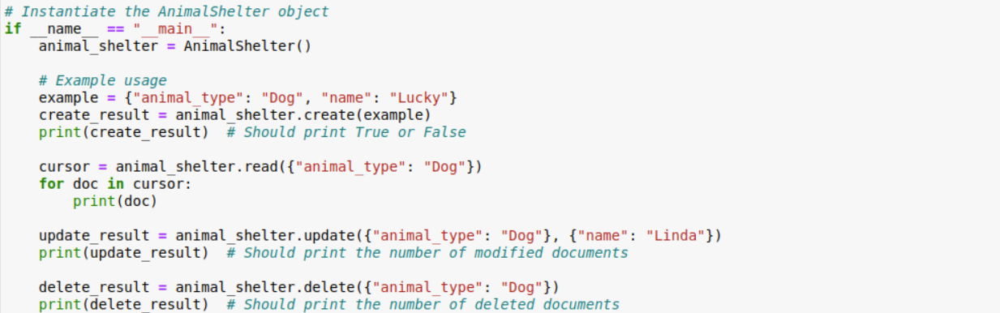 # Instantiate the AnimalShelter object
if __name__ == "__main__":
    animal_shelter = AnimalShelter()

    # Example usage
    example = {"animal_type": "Dog", "name": "Lucky"}
    create_result = animal_shelter.create(example)
    print(create_result)  # Should print True or False

    cursor = animal_shelter.read({"animal_type": "Dog"})
    for doc in cursor:
        print(doc)

    update_result = animal_shelter.update({"animal_type": "Dog"}, {"name": "Linda"})
    print(update_result)  # Should print the number of modified documents

    delete_result = animal_shelter.delete({"animal_type": "Dog"})
    print(delete_result)  # Should print the number of deleted documents